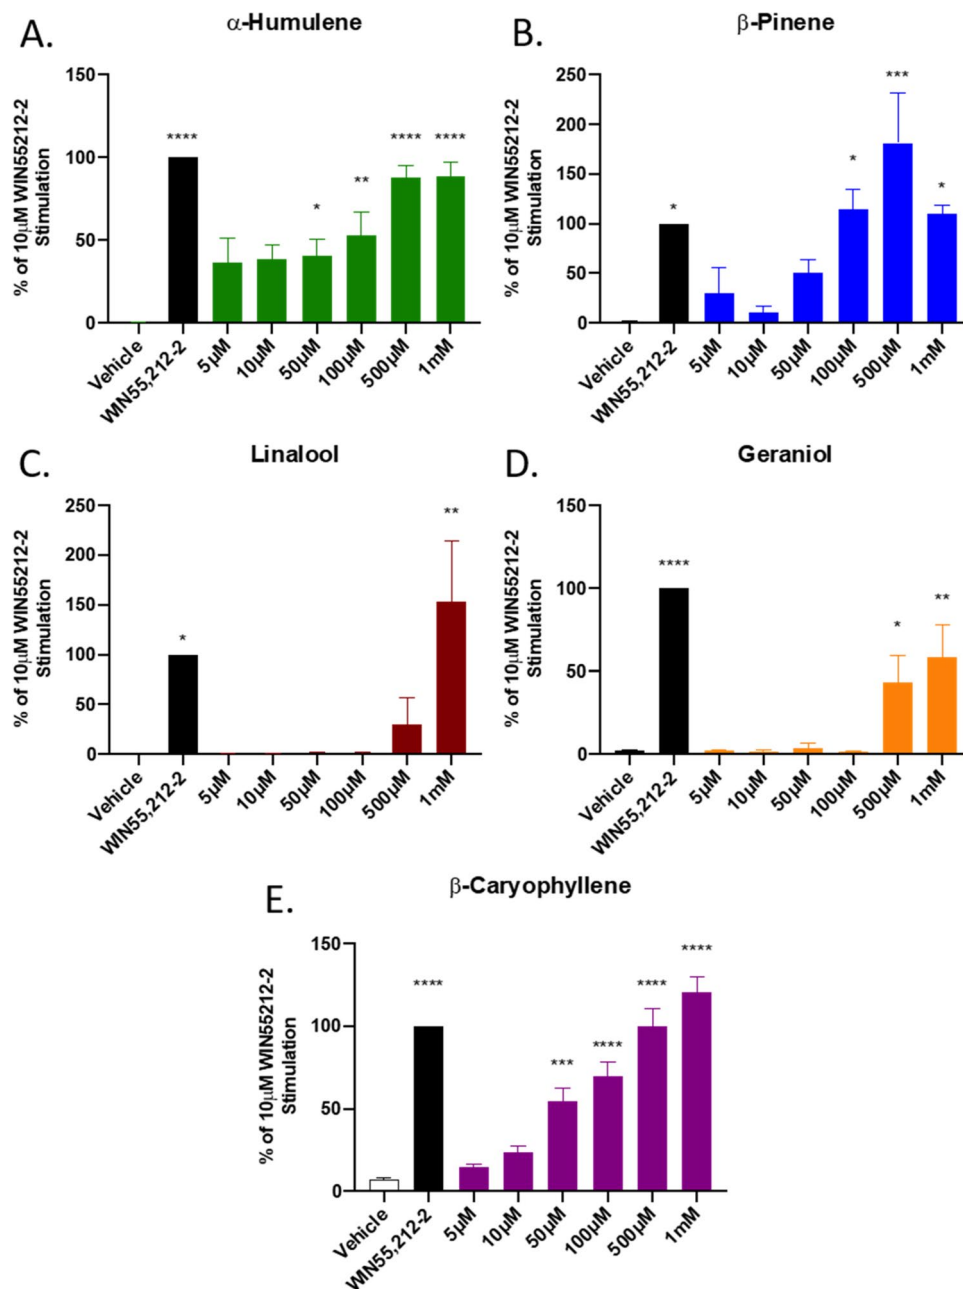 A.
α-Humulene
% of 10μM WIN55212-2
Stimulation
150
100
50
0
****
*
**
****
****
Vehicle
WIN55,212-2
5μM
10μM
50μM
100μM
500μM
1mM
B.
β-Pinene
% of 10μM WIN55212-2
Stimulation
250
200
150
100
50
0
*
*
***
*
Vehicle
WIN55,212-2
5μM
10μM
50μM
100μM
500μM
1mM
C.
Linalool
% of 10μM WIN55212-2
Stimulation
250
200
150
100
50
0
*
**
Vehicle
WIN55,212-2
5μM
10μM
50μM
100μM
500μM
1mM
D.
Geraniol
% of 10μM WIN55212-2
Stimulation
150
100
50
0
****
*
**
Vehicle
WIN55,212-2
5μM
10μM
50μM
100μM
500μM
1mM
E.
β-Caryophyllene
% of 10μM WIN55212-2
Stimulation
150
100
50
0
****
***
****
****
****
Vehicle
WIN55,212-2
5μM
10μM
50μM
100μM
500μM
1mM